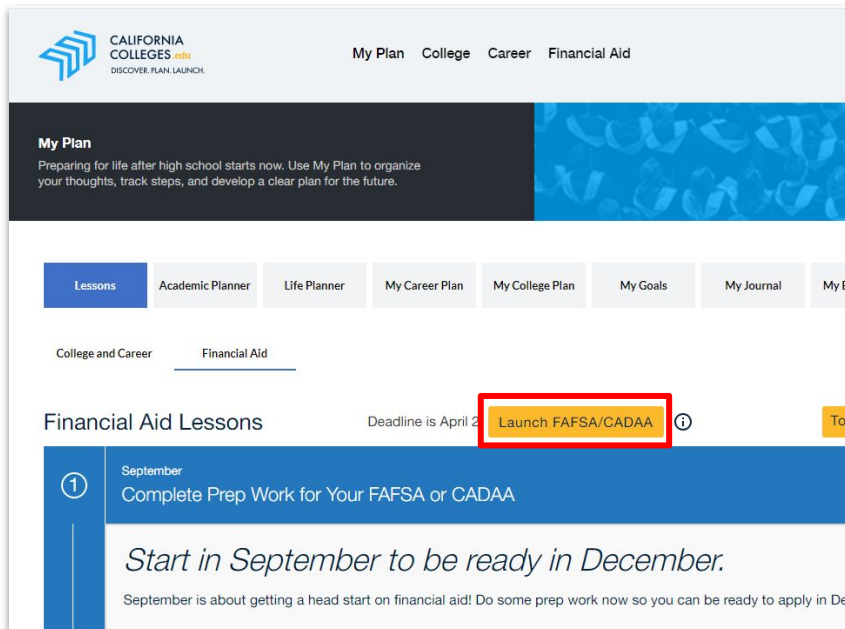 CALIFORNIA
COLLEGES.edu
DISCOVER. PLAN. LAUNCH.
My Plan College Career Financial Aid
My Plan
Preparing for life after high school starts now. Use My Plan to organize
your thoughts, track steps, and develop a clear plan for the future.
Lessons Academic Planner Life Planner My Career Plan My College Plan My Goals My Journal My
College and Career Financial Aid
Financial Aid Lessons Deadline is April 2 Launch FAFSA/CADAA To
1
September
Complete Prep Work for Your FAFSA or CADAA
Start in September to be ready in December.
September is about getting a head start on financial aid! Do some prep work now so you can be ready to apply in De